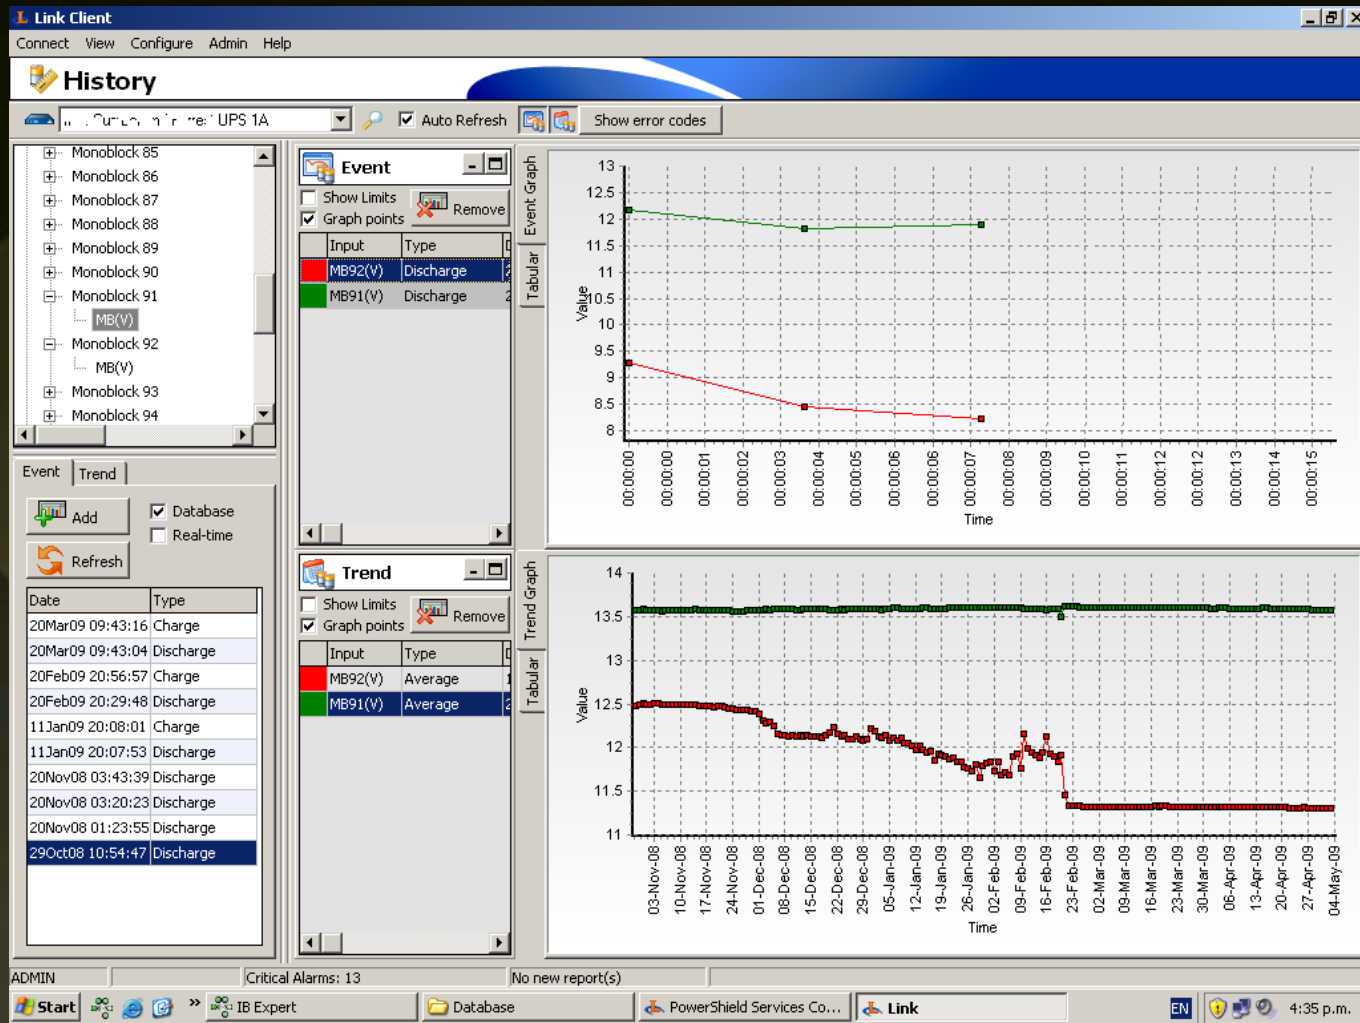 Link Client
Connect View Configure Admin Help
History
UPS 1A
Auto Refresh
Show error codes
Monoblock 85
Monoblock 86
Monoblock 87
Monoblock 88
Monoblock 89
Monoblock 90
Monoblock 91
MB(V)
Monoblock 92
MB(V)
Monoblock 93
Monoblock 94
Event Trend
Add
Database
Real-time
Refresh
Date Type
20Mar09 09:43:16 Charge
20Mar09 09:43:04 Discharge
20Feb09 20:56:57 Charge
20Feb09 20:29:48 Discharge
11Jan09 20:08:01 Charge
11Jan09 20:07:53 Discharge
20Nov08 03:43:39 Discharge
20Nov08 03:20:23 Discharge
20Nov08 01:23:55 Discharge
29Oct08 10:54:47 Discharge
Event
Show Limits
Graph points
Remove
Input Type
MB92(V) Discharge 2
MB91(V) Discharge 2
Event Graph
Tabular
13
12.5
12
11.5
11
10.5
10
9.5
9
8.5
8
Value
00:00:00 00:00:00 00:00:01 00:00:02 00:00:03 00:00:04 00:00:05 00:00:06 00:00:06 00:00:07 00:00:08 00:00:09 00:00:10 00:00:11 00:00:12 00:00:12 00:00:13 00:00:14 00:00:15
Time
Trend
Show Limits
Graph points
Remove
Input Type
MB92(V) Average 1
MB91(V) Average 2
Trend Graph
Tabular
14
13.5
13
12.5
12
11.5
11
Value
03-Nov-08 10-Nov-08 17-Nov-08 24-Nov-08 01-Dec-08 08-Dec-08 15-Dec-08 22-Dec-08 29-Dec-08 05-Jan-09 12-Jan-09 19-Jan-09 26-Jan-09 02-Feb-09 09-Feb-09 16-Feb-09 23-Feb-09 02-Mar-09 09-Mar-09 16-Mar-09 23-Mar-09 30-Mar-09 06-Apr-09 13-Apr-09 20-Apr-09 27-Apr-09 04-May-09
Time
ADMIN
Critical Alarms: 13
No new report(s)
Start
»
IB Expert
Database
PowerShield Services Co...
Link
EN
4:35 p.m.